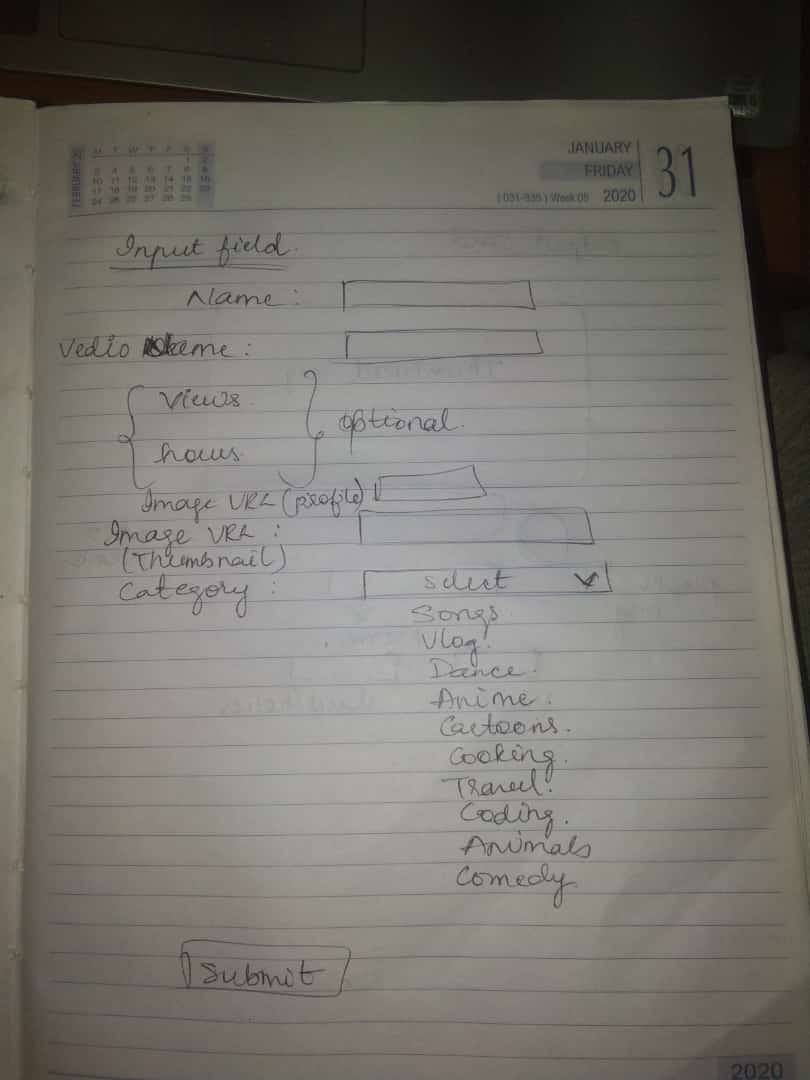 FEBRUARY 20
M T W T F S S
1 2
3 4 5 6 7 8 9
10 11 12 13 14 15 16
17 18 19 20 21 22 23
24 25 26 27 28 29
JANUARY
FRIDAY
31
(031-335) Week 05 2020
Input field.
Name :
Vedio :
Views
hours
optional.
Image URL (profile)
Image URL :
(Thumbnail)
Category : select
Songs.
Vlog.
Dance.
Anime.
Cartoons.
Cooking.
Travel.
Coding.
Animals
Comedy
Submit
2020